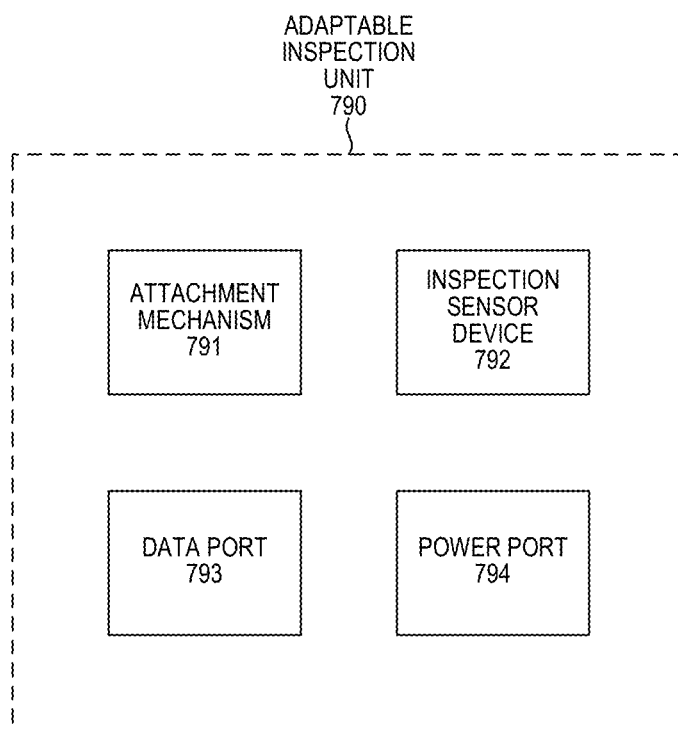 ADAPTABLE
INSPECTION
UNIT
790
ATTACHMENT
MECHANISM
791
INSPECTION
SENSOR
DEVICE
792
DATA PORT
793
POWER PORT
794